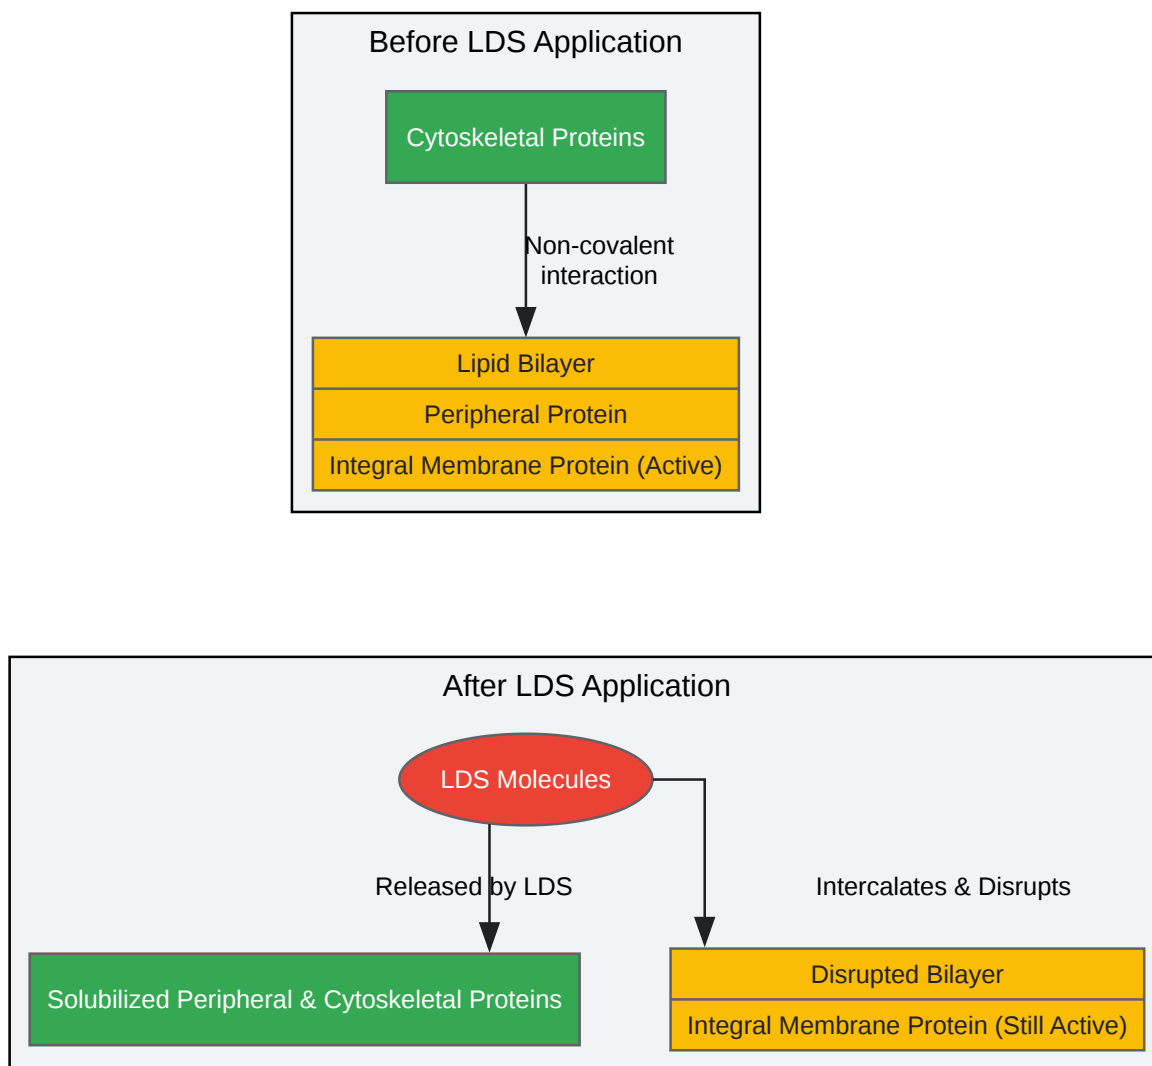 Before LDS Application
Cytoskeletal Proteins
Non-covalent
interaction
Lipid Bilayer
Peripheral Protein
Integral Membrane Protein (Active)
After LDS Application
LDS Molecules
Released by LDS
Intercalates & Disrupts
Solubilized Peripheral & Cytoskeletal Proteins
Disrupted Bilayer
Integral Membrane Protein (Still Active)